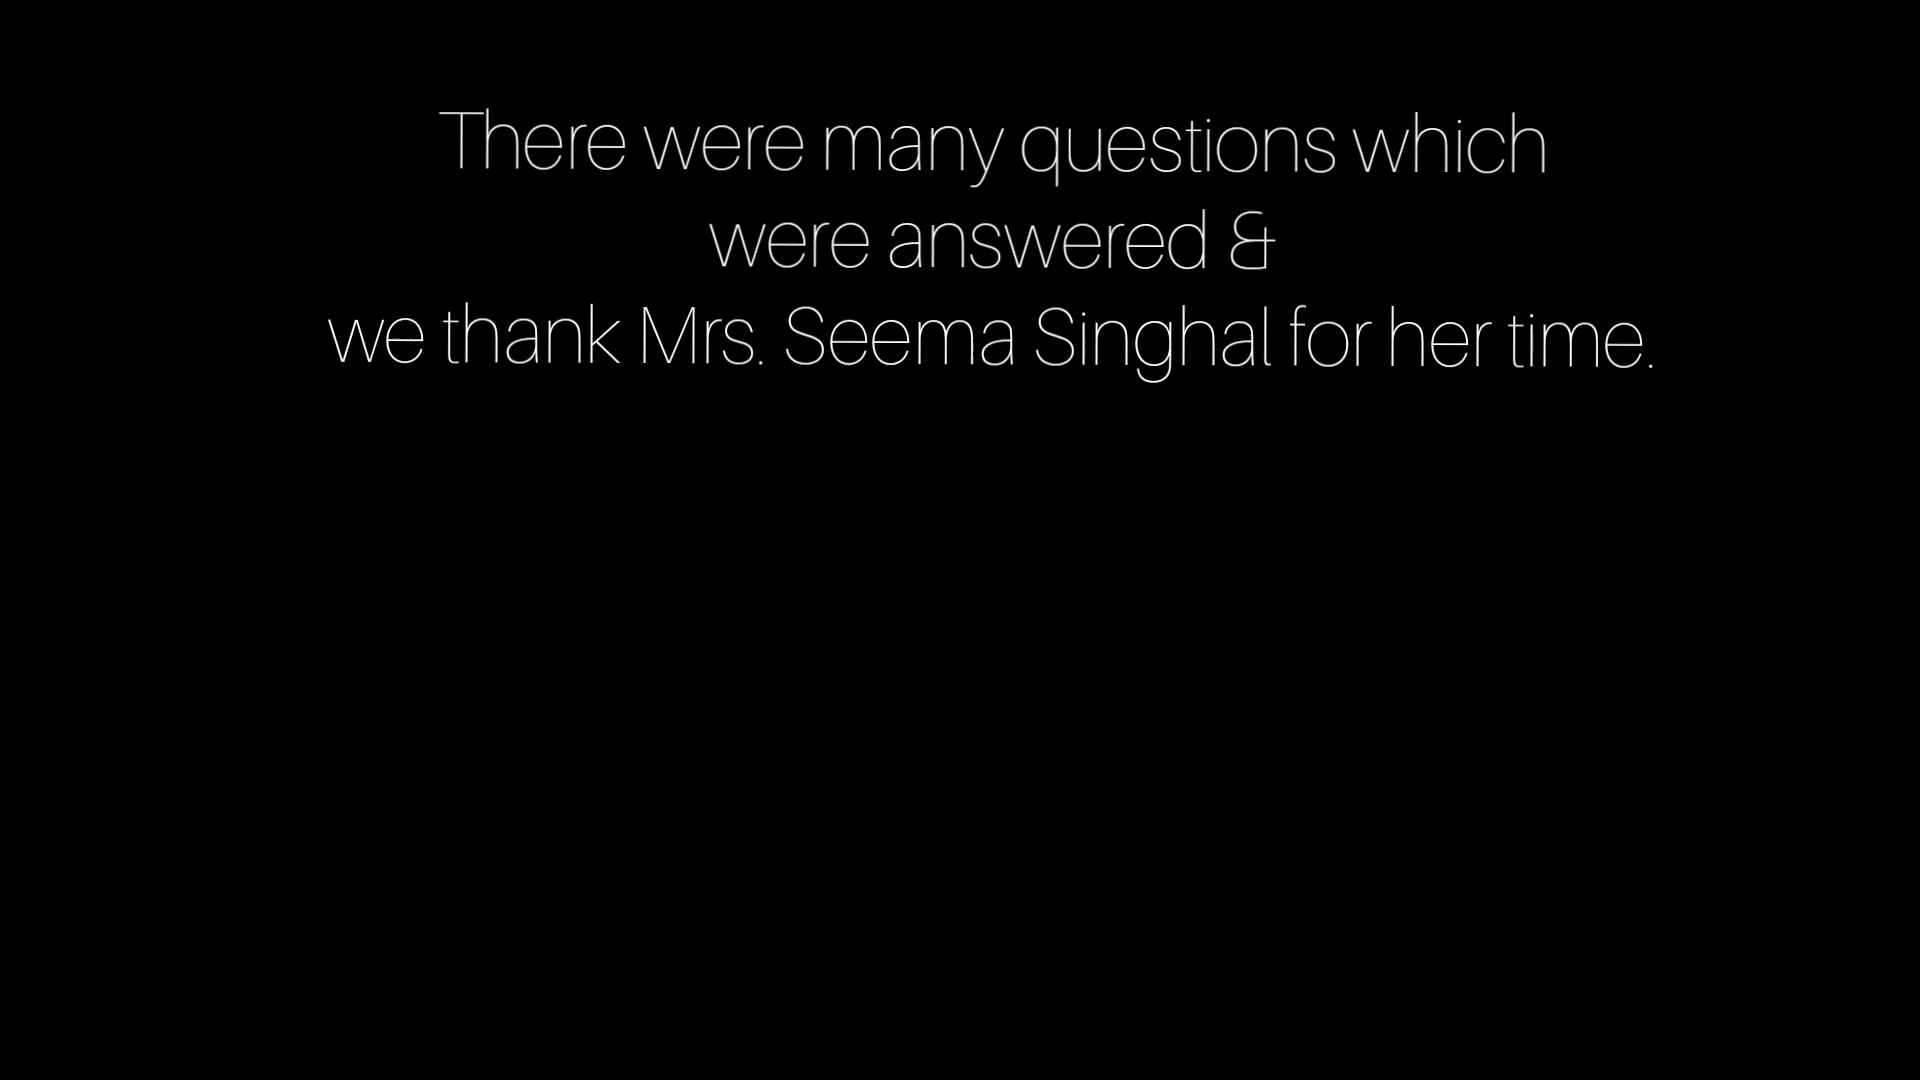 There were many questions which
were answered &
we thank Mrs. Seema Singhal for her time.